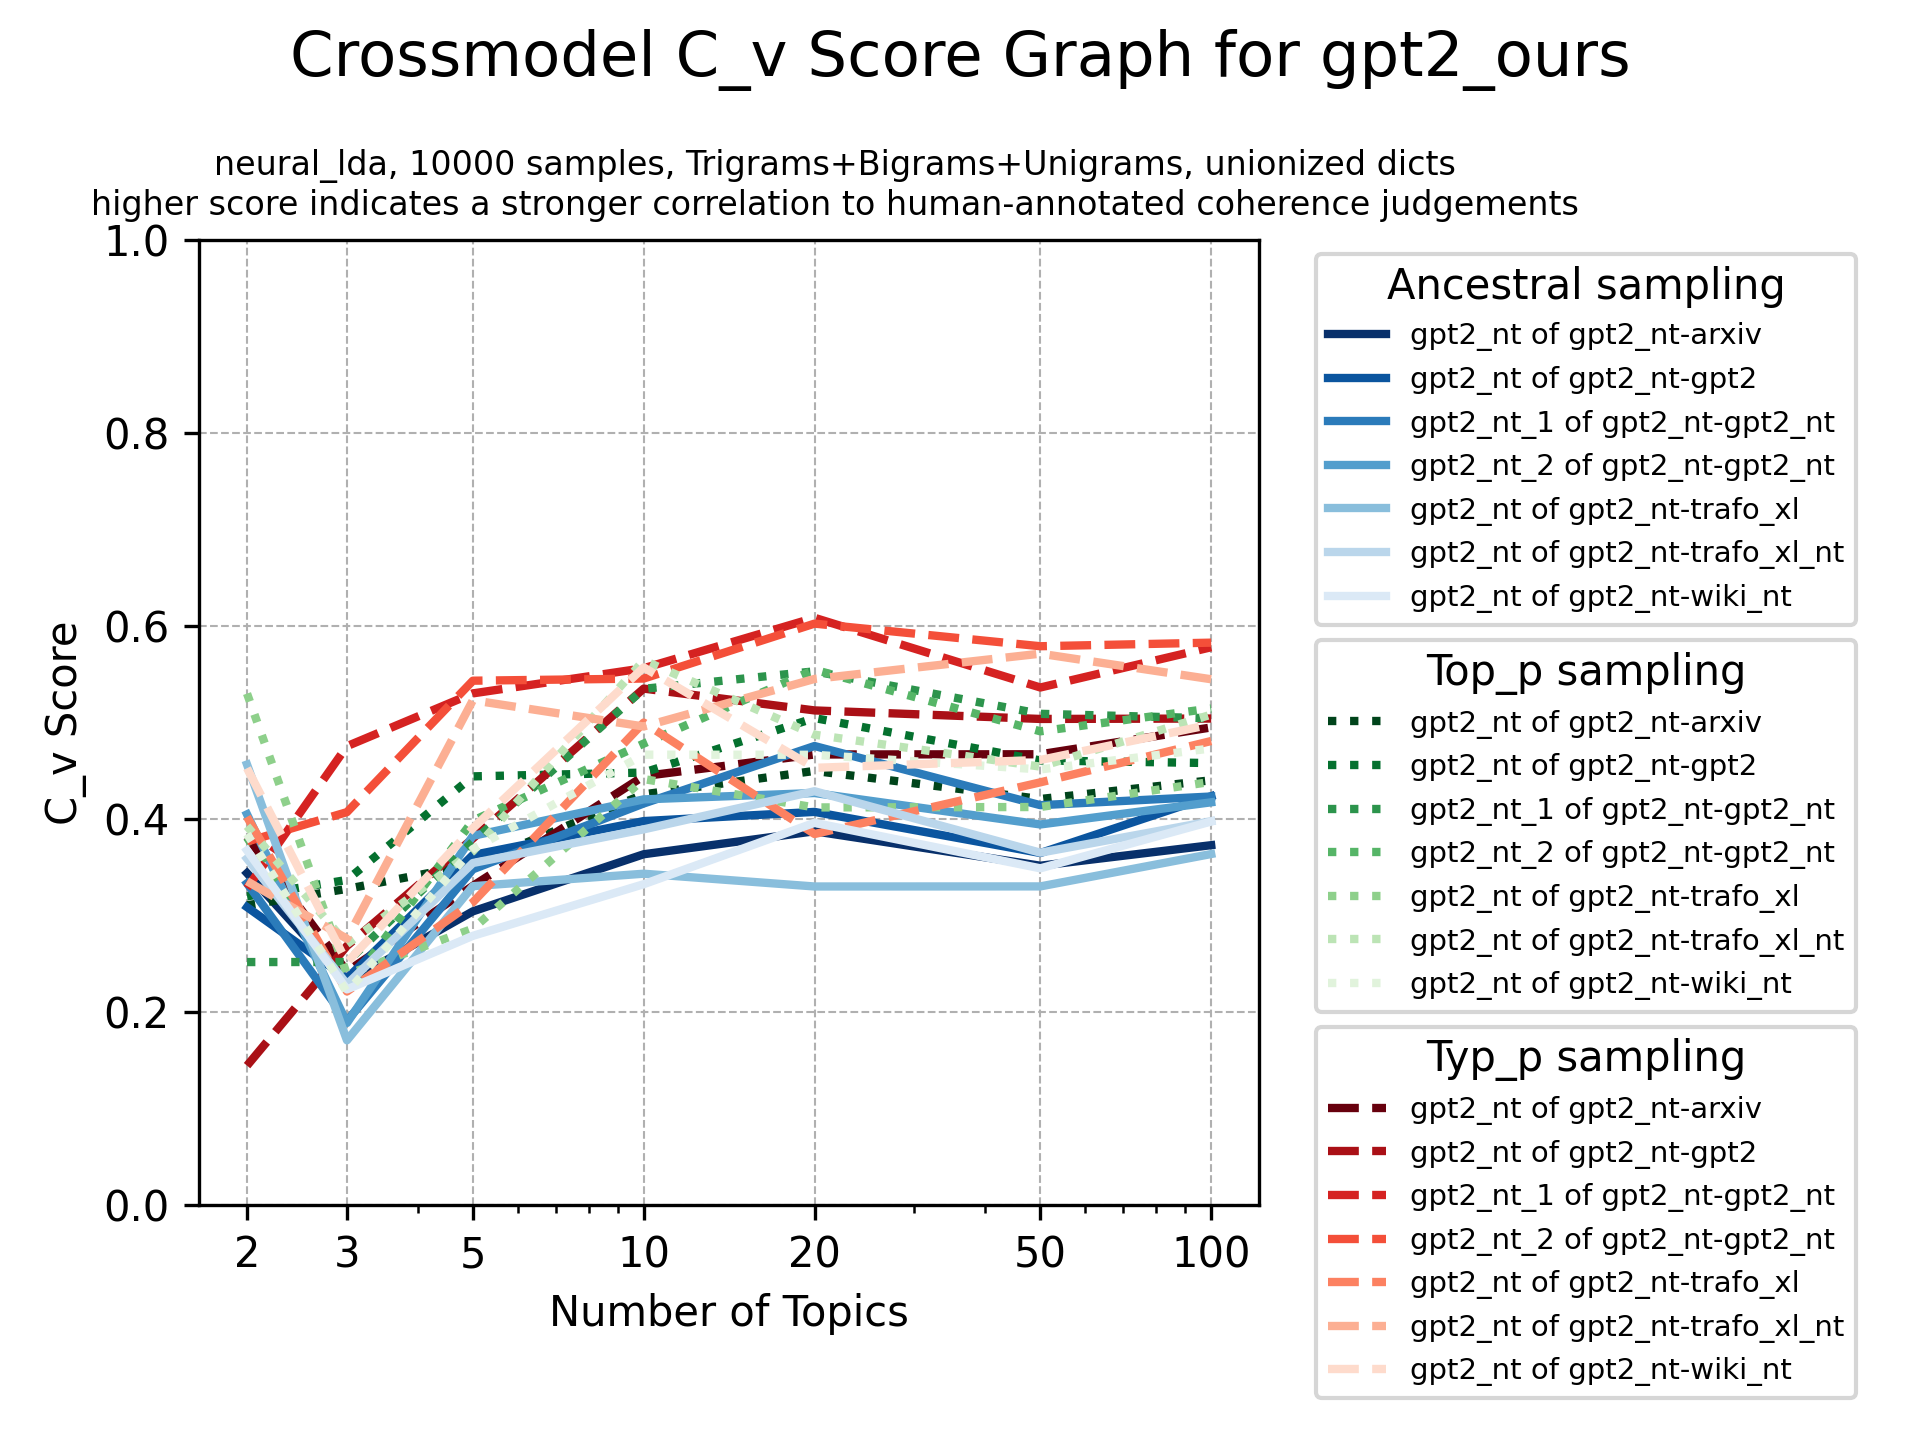 Crossmodel C_v Score Graph for gpt2_ours
neural_lda, 10000 samples, Trigrams+Bigrams+Unigrams, unionized dicts
higher score indicates a stronger correlation to human-annotated coherence judgements
C_v Score
1.0
0.8
0.6
0.4
0.2
0.0
2 3 5 10 20 50 100
Number of Topics
Ancestral sampling
gpt2_nt of gpt2_nt-arxiv
gpt2_nt of gpt2_nt-gpt2
gpt2_nt_1 of gpt2_nt-gpt2_nt
gpt2_nt_2 of gpt2_nt-gpt2_nt
gpt2_nt of gpt2_nt-trafo_xl
gpt2_nt of gpt2_nt-trafo_xl_nt
gpt2_nt of gpt2_nt-wiki_nt
Top_p sampling
gpt2_nt of gpt2_nt-arxiv
gpt2_nt of gpt2_nt-gpt2
gpt2_nt_1 of gpt2_nt-gpt2_nt
gpt2_nt_2 of gpt2_nt-gpt2_nt
gpt2_nt of gpt2_nt-trafo_xl
gpt2_nt of gpt2_nt-trafo_xl_nt
gpt2_nt of gpt2_nt-wiki_nt
Typ_p sampling
gpt2_nt of gpt2_nt-arxiv
gpt2_nt of gpt2_nt-gpt2
gpt2_nt_1 of gpt2_nt-gpt2_nt
gpt2_nt_2 of gpt2_nt-gpt2_nt
gpt2_nt of gpt2_nt-trafo_xl
gpt2_nt of gpt2_nt-trafo_xl_nt
gpt2_nt of gpt2_nt-wiki_nt